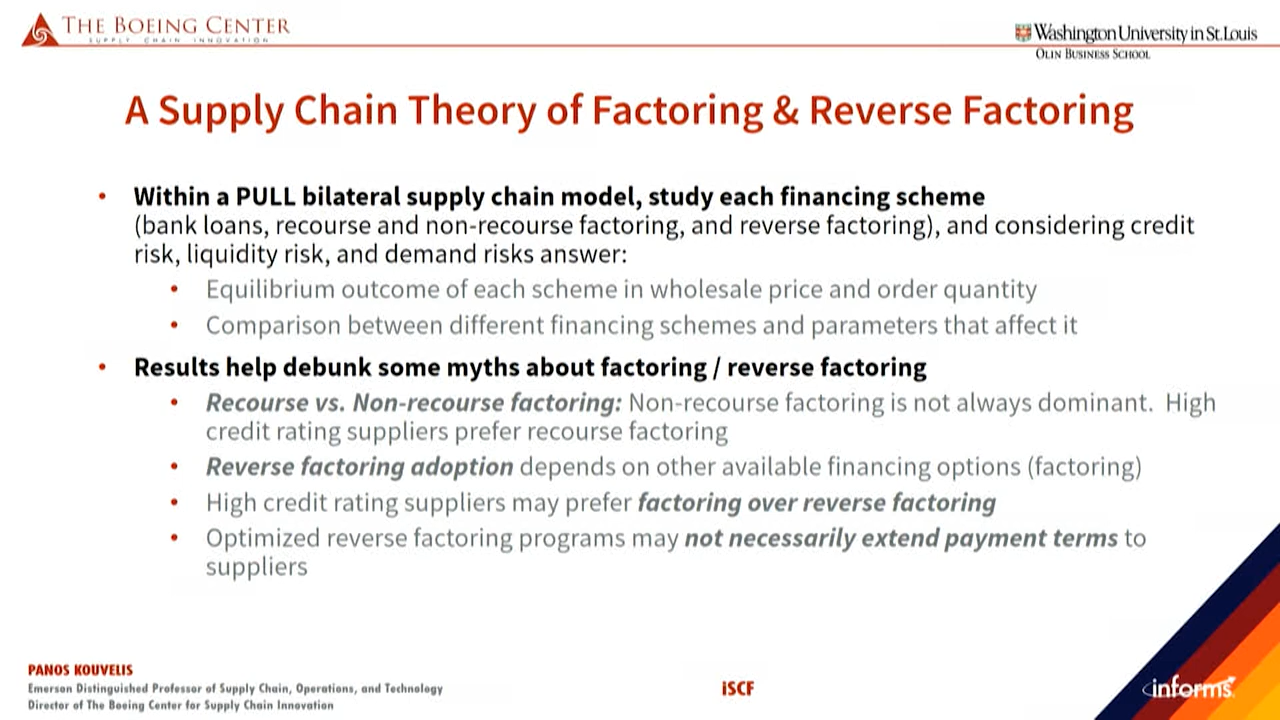 THE BOEING CENTER
SUPPLY CHAIN INNOVATION
Washington University in St. Louis
OLIN BUSINESS SCHOOL
A Supply Chain Theory of Factoring & Reverse Factoring
• Within a PULL bilateral supply chain model, study each financing scheme
(bank loans, recourse and non-recourse factoring, and reverse factoring), and considering credit
risk, liquidity risk, and demand risks answer:
• Equilibrium outcome of each scheme in wholesale price and order quantity
• Comparison between different financing schemes and parameters that affect it
• Results help debunk some myths about factoring / reverse factoring
• Recourse vs. Non-recourse factoring: Non-recourse factoring is not always dominant. High
credit rating suppliers prefer recourse factoring
• Reverse factoring adoption depends on other available financing options (factoring)
• High credit rating suppliers may prefer factoring over reverse factoring
• Optimized reverse factoring programs may not necessarily extend payment terms to
suppliers
PANOS KOUVELIS
Emerson Distinguished Professor of Supply Chain, Operations, and Technology
Director of The Boeing Center for Supply Chain Innovation
iSCF
informs